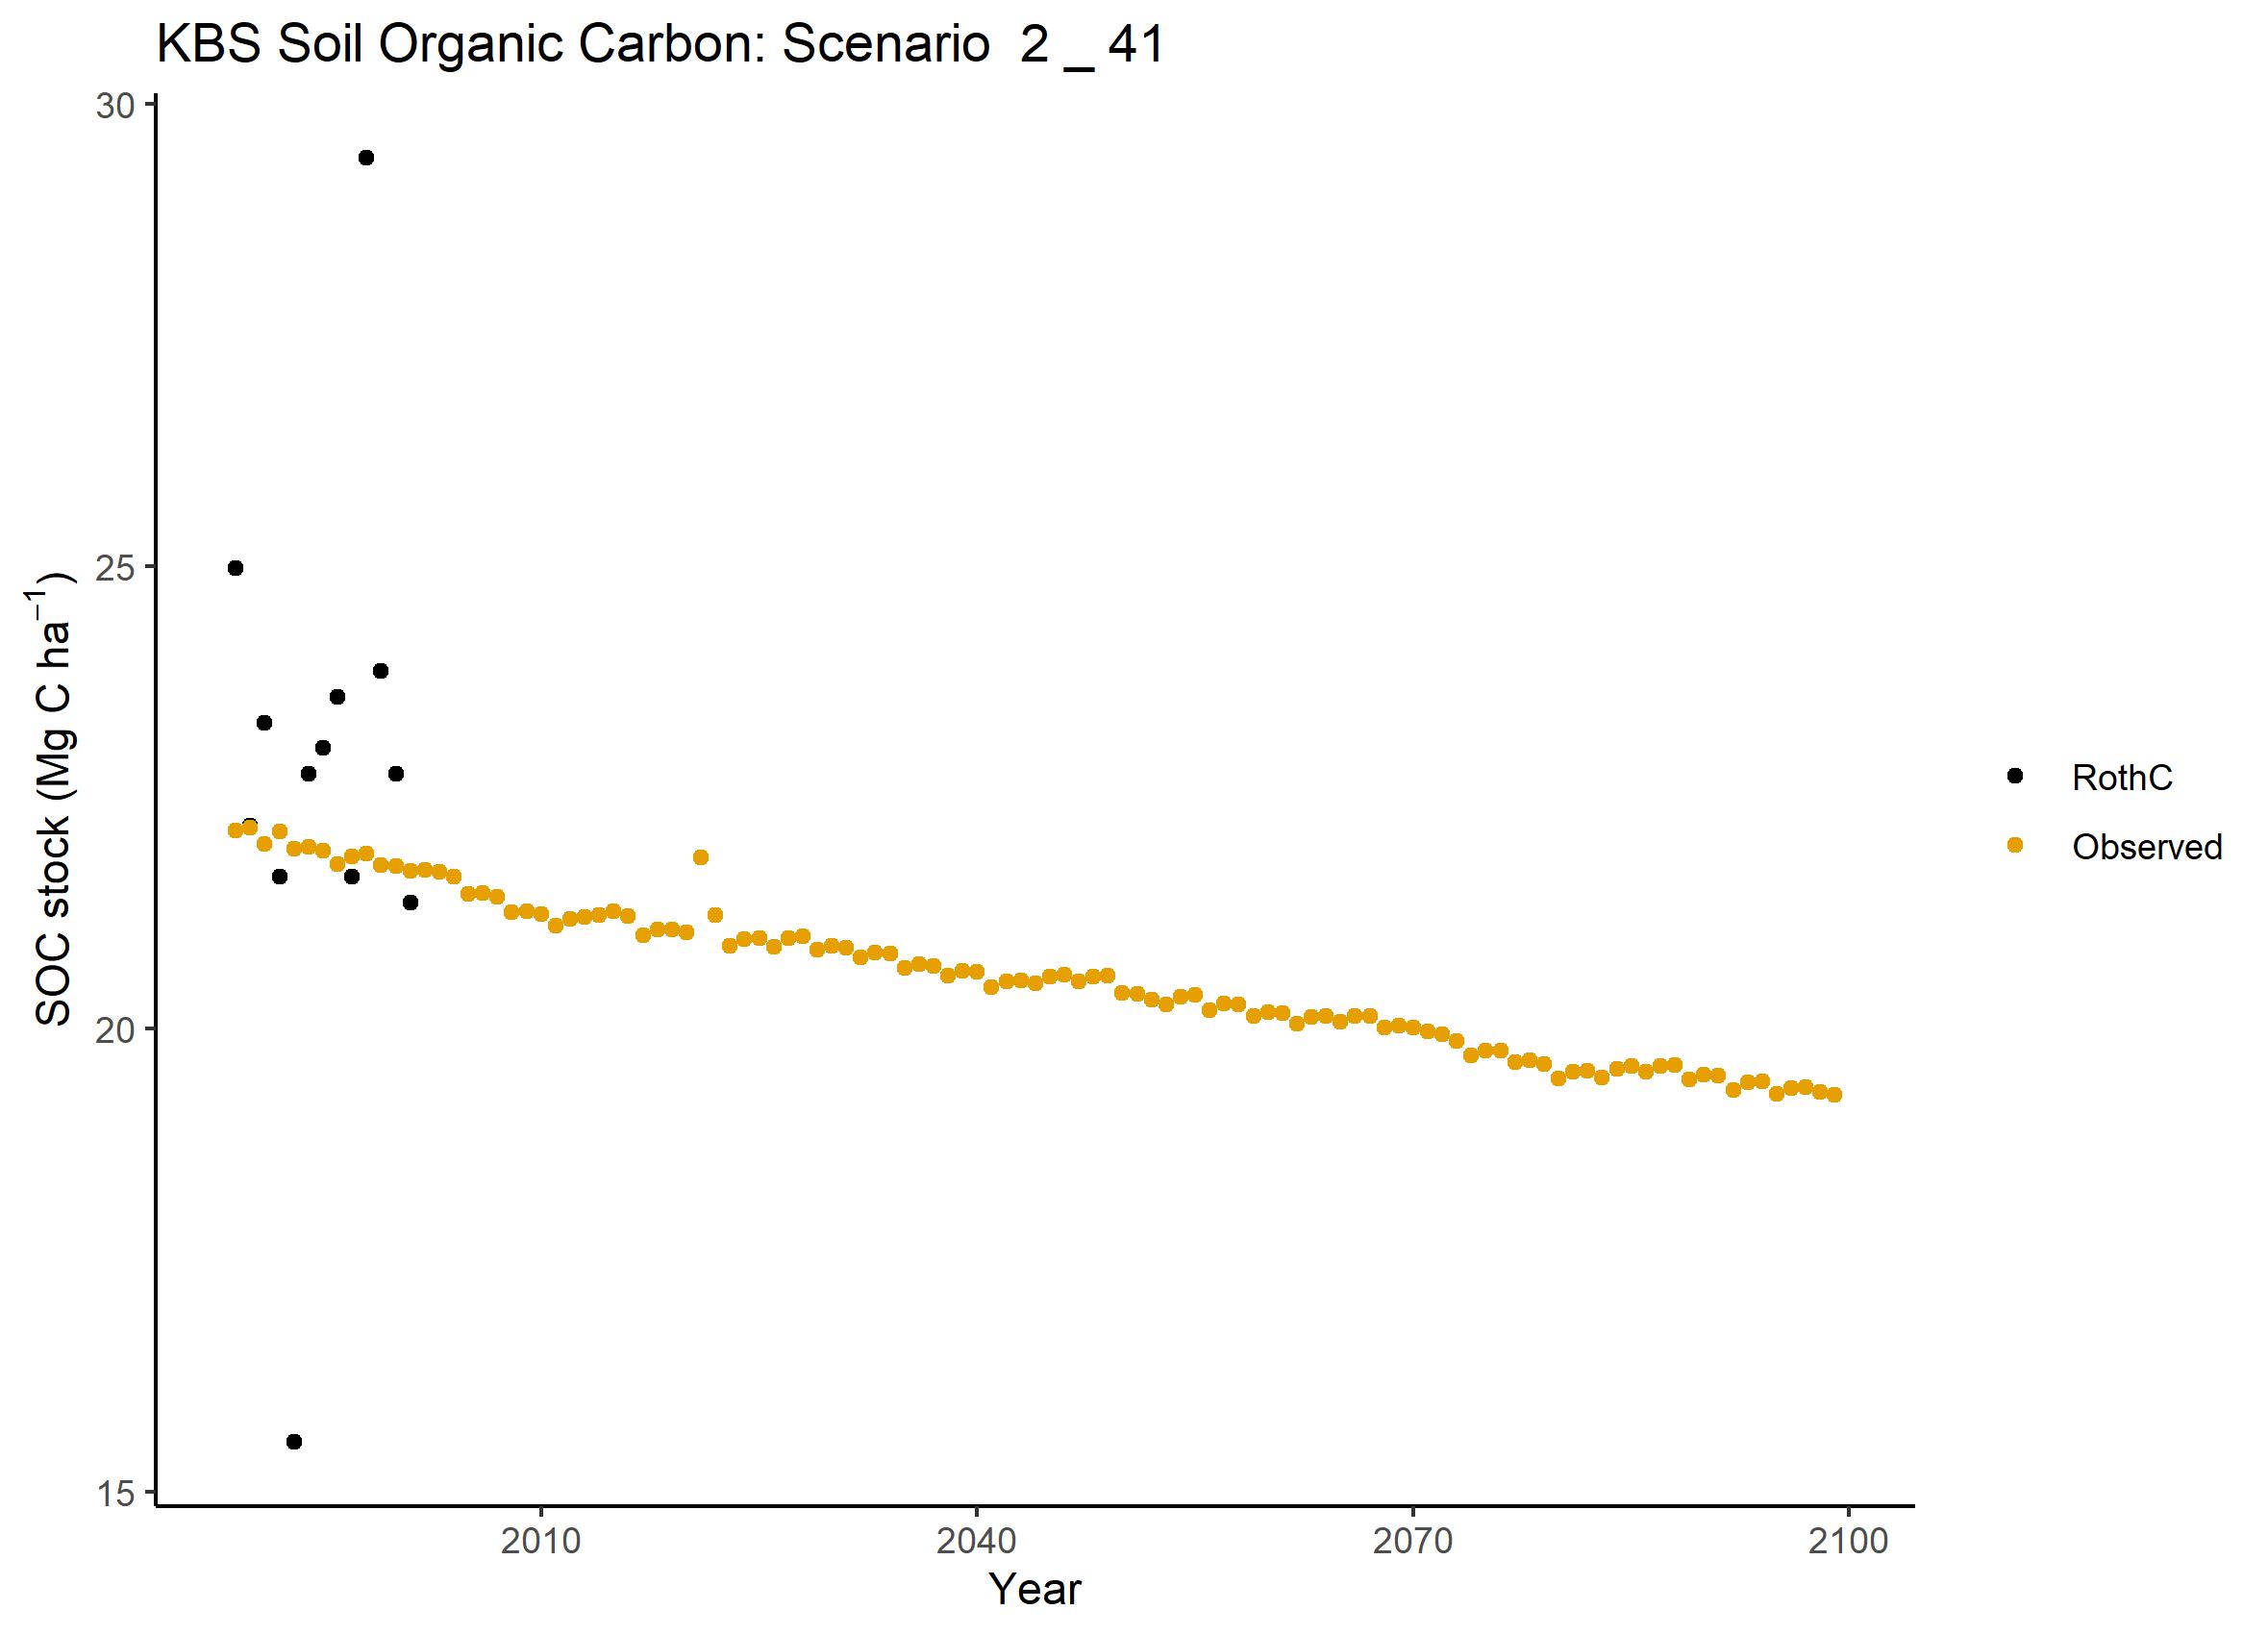 KBS Soil Organic Carbon: Scenario  2 _ 41
30
25
20
15
SOC stock (Mg C ha⁻¹)
2010
2040
2070
2100
Year
RothC
Observed